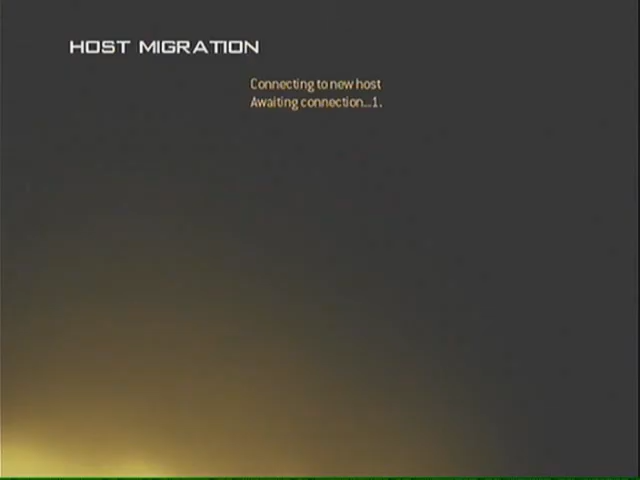 HOST MIGRATION
Connecting to new host
Awaiting connection...1.